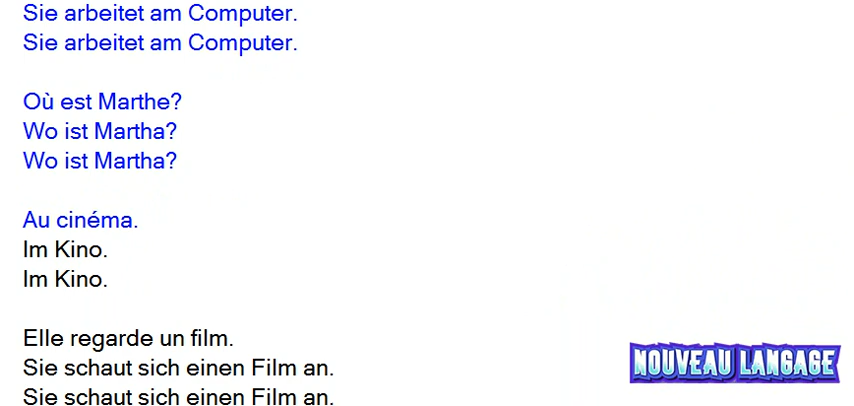 Sie arbeitet am Computer.
Sie arbeitet am Computer.
Où est Marthe?
Wo ist Martha?
Wo ist Martha?
Au cinéma.
Im Kino.
Im Kino.
Elle regarde un film.
Sie schaut sich einen Film an.
Sie schaut sich einen Film an.
NOUVEAU LANGAGE